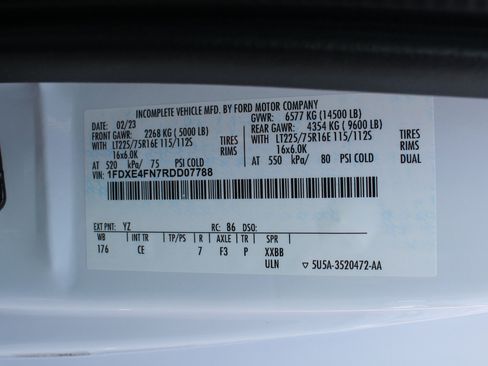 INCOMPLETE VEHICLE MFD. BY FORD MOTOR COMPANY
DATE: 02/23 GVWR: 6577 KG (14500 LB)
FRONT GAWR: 2268 KG (5000 LB) REAR GAWR: 4354 KG (9600 LB)
WITH LT225/75R16E 115/112S TIRES WITH LT225/75R16E 115/112S TIRES
16x6.0K RIMS 16x6.0K RIMS
AT 520 kPa/ 75 PSI COLD AT 550 kPa/ 80 PSI COLD DUAL
VIN: 1FDXE4FN7RDD07788
EXT PNT: YZ RC: 86 DSO:
WB INT TR TP/PS R AXLE TR SPR
176 CE 7 F3 P XXBB
ULN ▽ 5U5A-3520472-AA